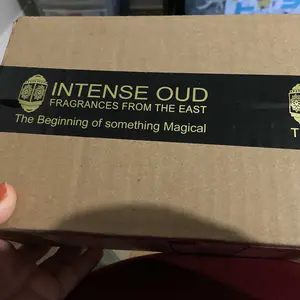 INTENSE OUD
FRAGRANCES FROM THE EAST
The Beginning of something Magical
T